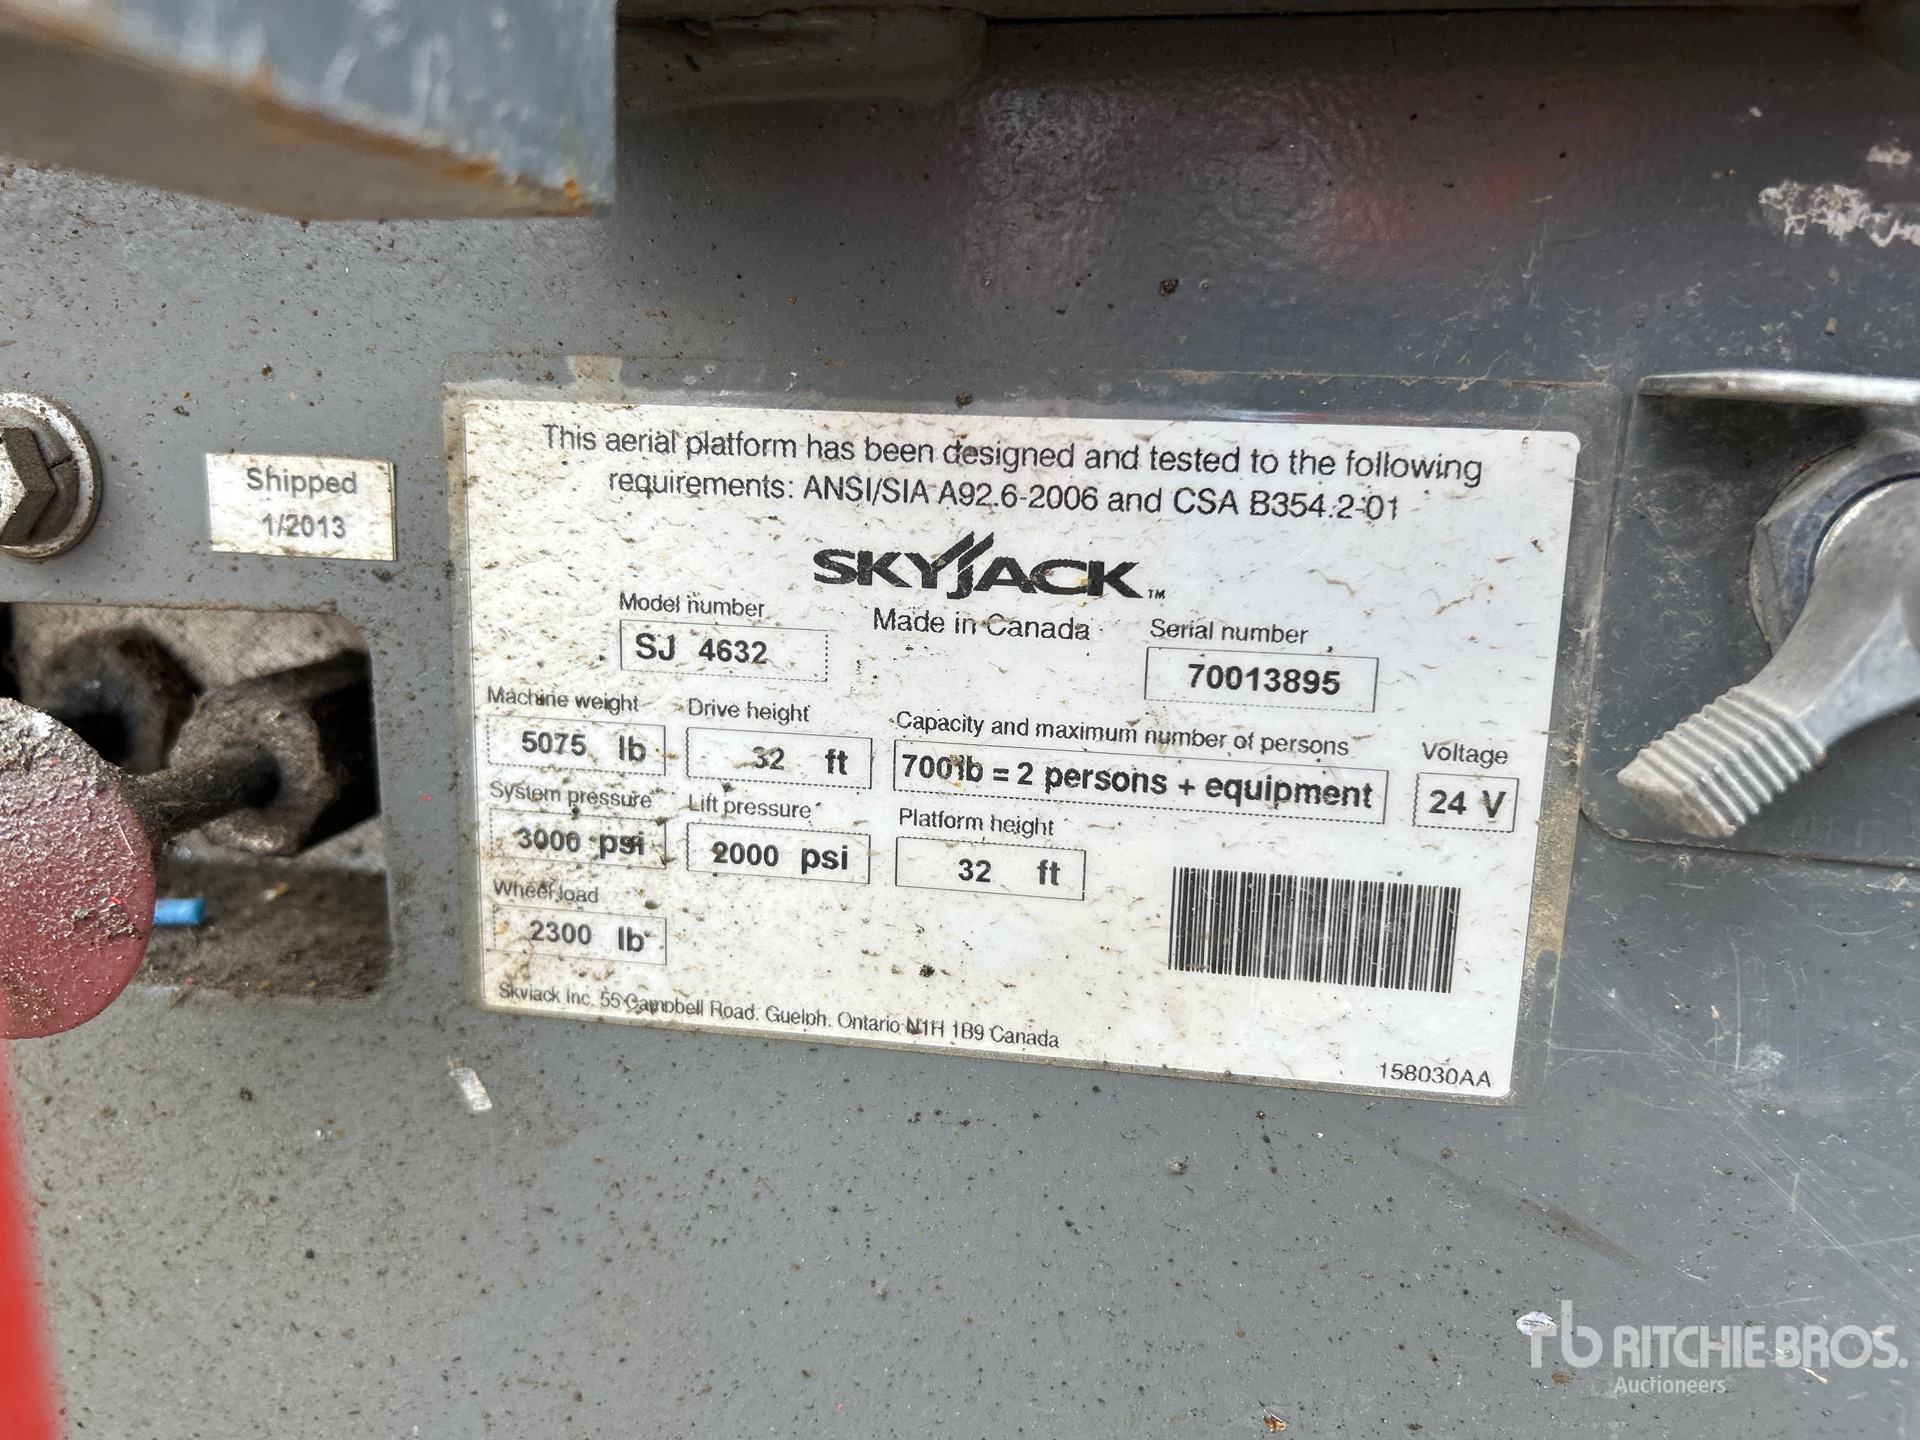 Shipped
1/2013
This aerial platform has been designed and tested to the following
requirements: ANSI/SIA A92.6-2006 and CSA B354.2-01
SKYJACK™
Made in Canada
Model number
SJ 4632
Serial number
70013895
Machine weight
5075 lb
Drive height
32 ft
Capacity and maximum number of persons
700lb = 2 persons + equipment
Voltage
24 V
System pressure
3000 psi
Lift pressure
2000 psi
Platform height
32 ft
Wheel load
2300 lb
Skyjack Inc. 55 Campbell Road, Guelph, Ontario N1H 1B9 Canada
158030AA
rb RITCHIE BROS.
Auctioneers